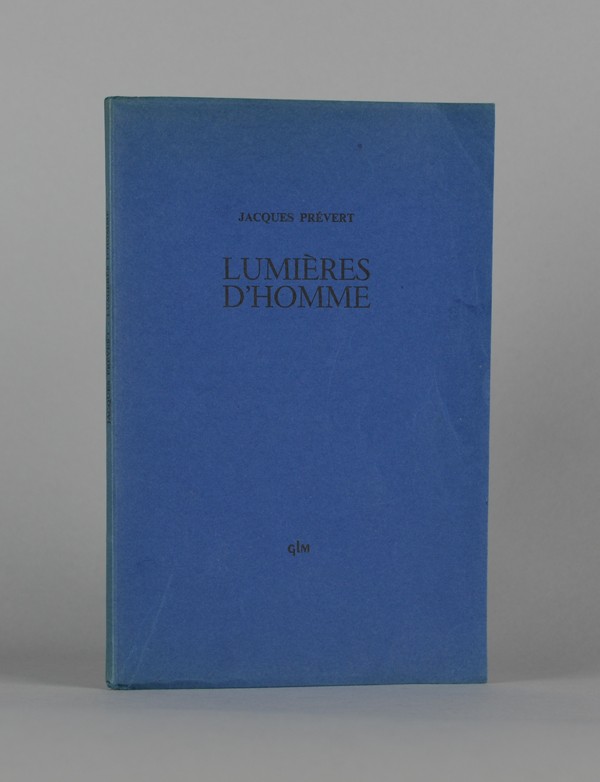 JACQUES PRÉVERT
LUMIÈRES
D'HOMME
glm